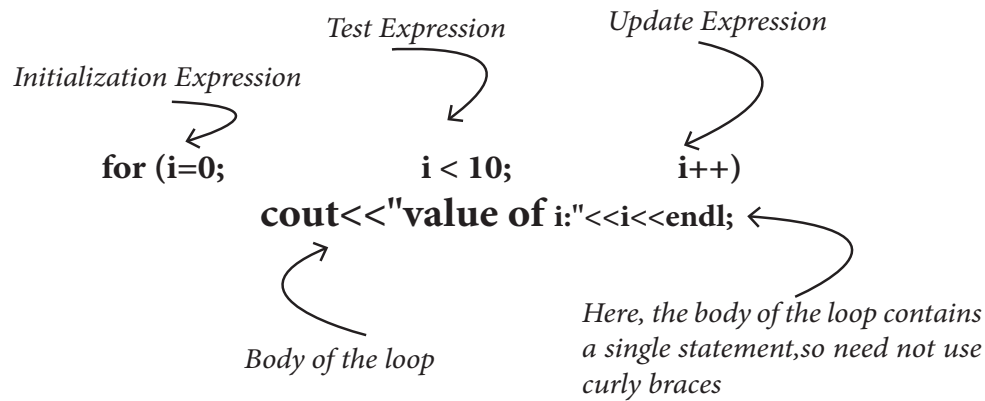 Test Expression
Update Expression
Initialization Expression
for (i=0; i < 10; i++)
cout<<"value of i:"<<i<<endl;
Body of the loop
Here, the body of the loop contains
a single statement,so need not use
curly braces